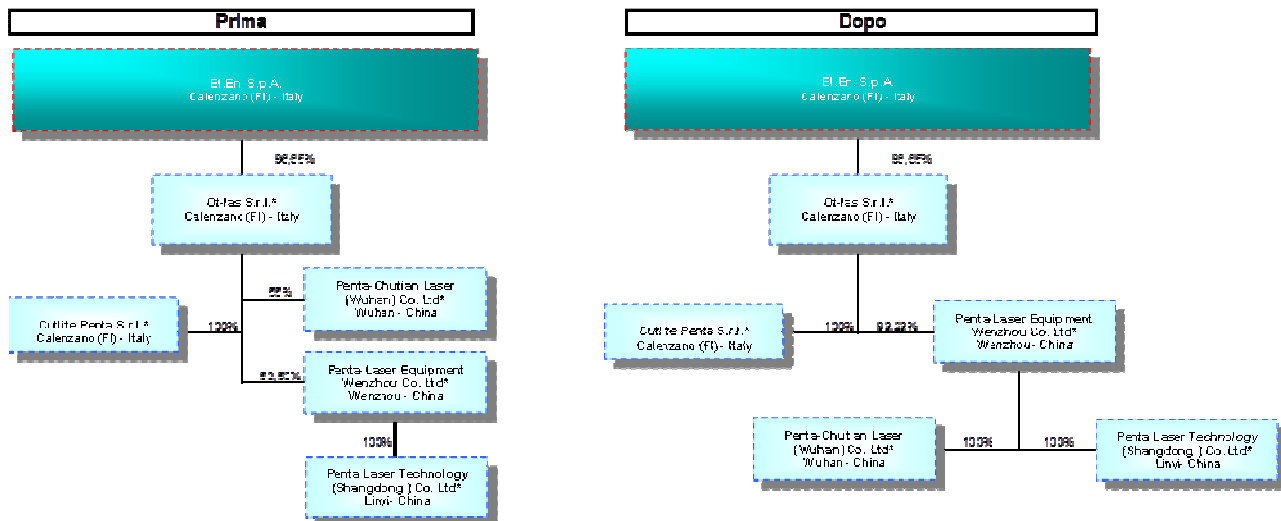 Prima
El.En. S.p.A.
Calenzano (FI) - Italy
Ot-las S.r.l.*
Calenzano (FI) - Italy
Penta-Chutian Laser
(Wuhan) Co. Ltd*
Wuhan - China
Cutlite Penta S.r.l.*
Calenzano (FI) - Italy
100%
Penta-Laser Equipment
Wenzhou Co. Ltd*
Wenzhou - China
100%
Penta Laser Technology
(Shangdong ) Co. Ltd*
Linyi- China
Dopo
El.En. S.p.A.
Calenzano (FI) - Italy
Ot-las S.r.l.*
Calenzano (FI) - Italy
Cutlite Penta S.r.l.*
Calenzano (FI) - Italy
100%
Penta-Laser Equipment
Wenzhou Co. Ltd*
Wenzhou- China
Penta-Chutian Laser
(Wuhan) Co. Ltd*
Wuhan - China
100%
100%
Penta Laser Technology
(Shangdong ) Co. Ltd*
Linyi- China